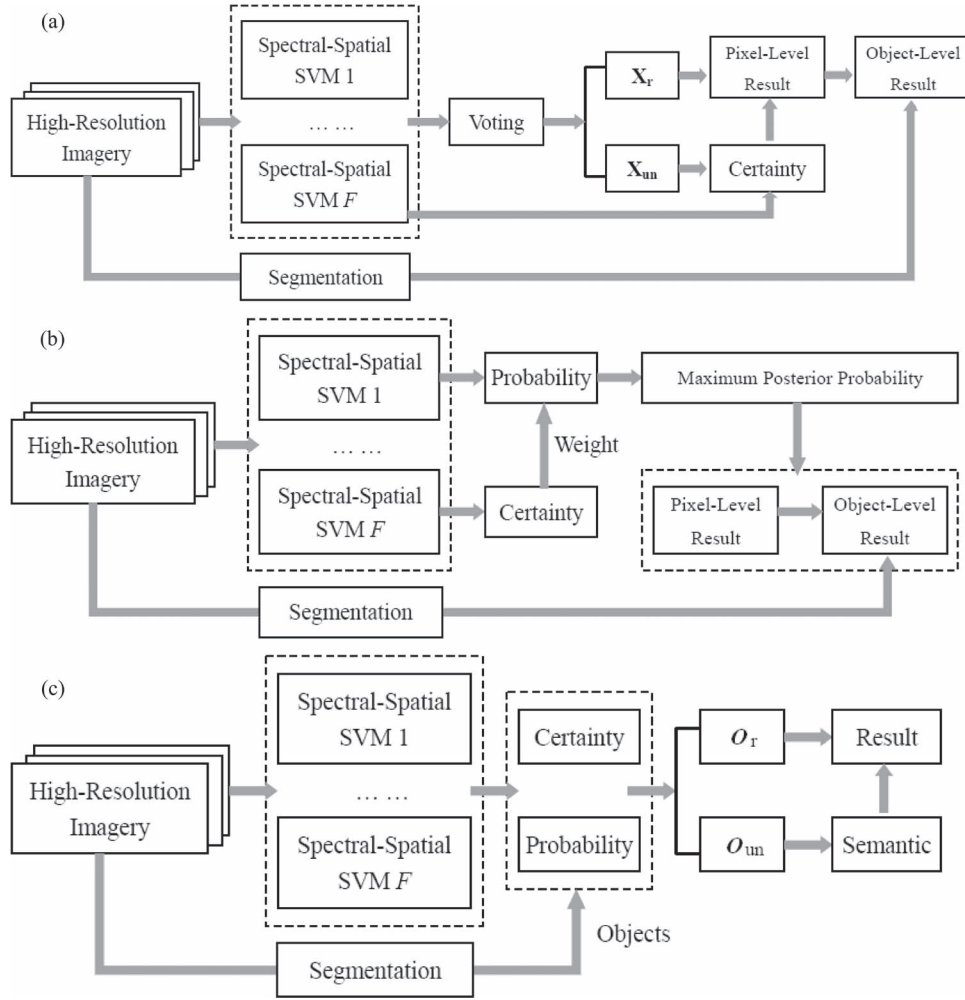 (a)
High-Resolution
Imagery
Spectral-Spatial
SVM 1
... ...
Spectral-Spatial
SVM F
Voting
Xr
Xun
Pixel-Level
Result
Certainty
Object-Level
Result
Segmentation
(b)
High-Resolution
Imagery
Spectral-Spatial
SVM 1
... ...
Spectral-Spatial
SVM F
Probability
Weight
Certainty
Maximum Posterior Probability
Pixel-Level
Result
Object-Level
Result
Segmentation
(c)
High-Resolution
Imagery
Spectral-Spatial
SVM 1
... ...
Spectral-Spatial
SVM F
Certainty
Probability
Objects
Or
Oun
Result
Semantic
Segmentation